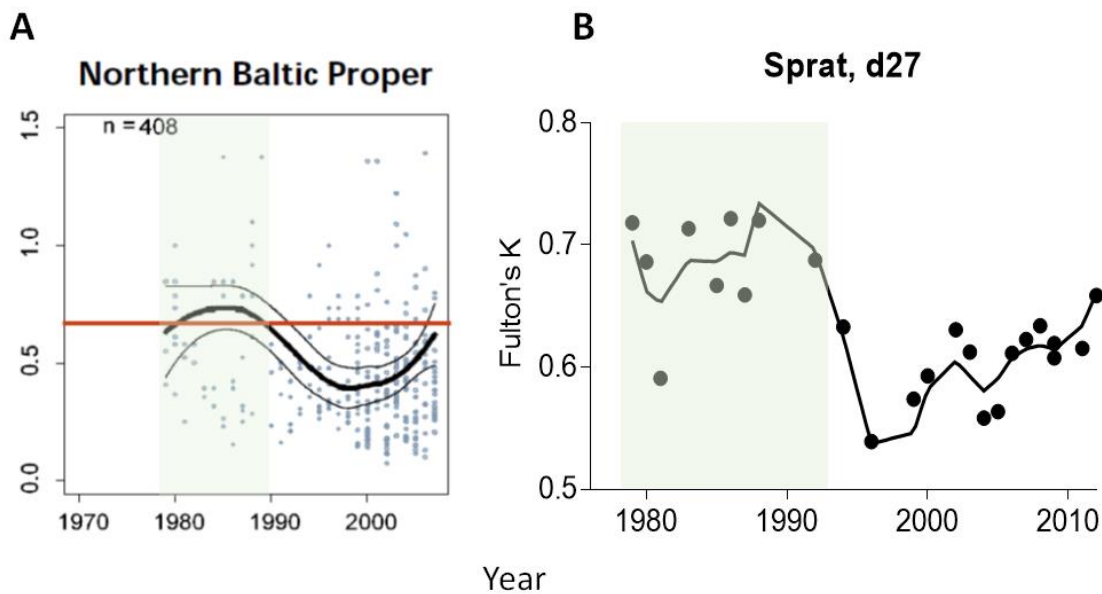 A
Northern Baltic Proper
n = 408
1.5
1.0
0.5
0.0
1970 1980 1990 2000
B
Sprat, d27
Fulton's K
0.8
0.7
0.6
0.5
1980 1990 2000 2010
Year